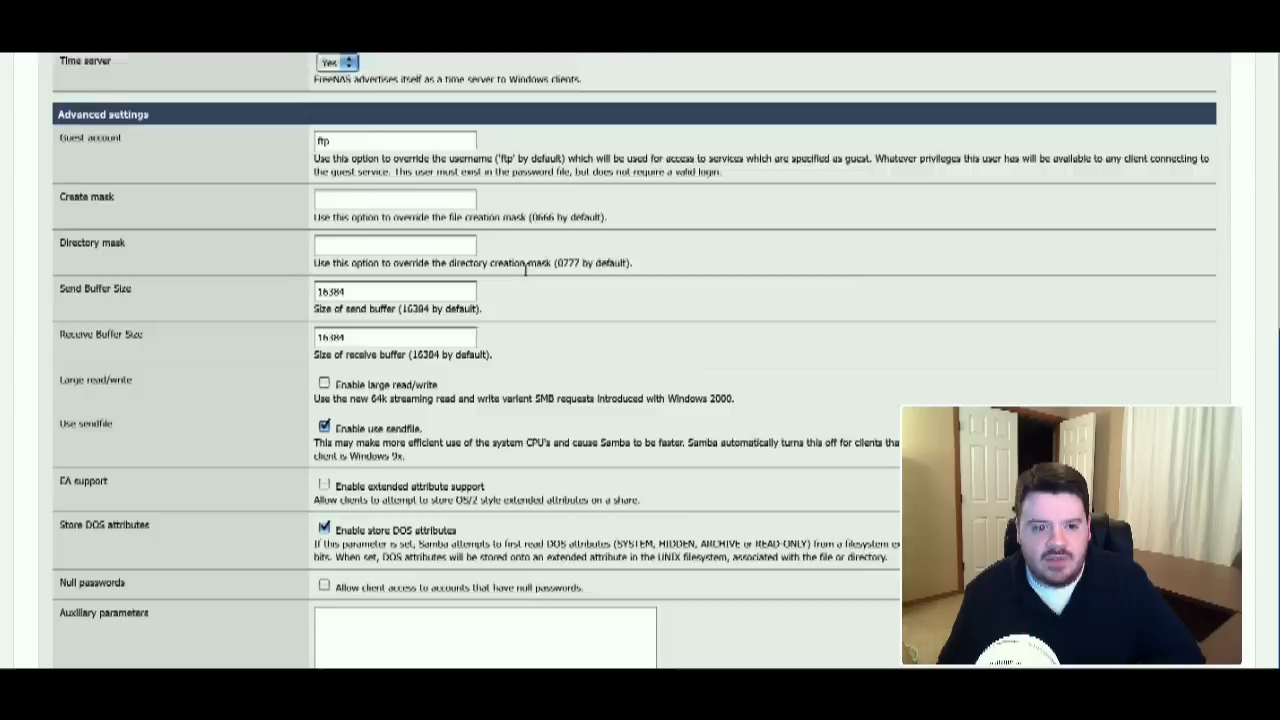 Time server
Yes
FreeNAS advertises itself as a time server to Windows clients.
Advanced settings
Guest account
ftp
Use this option to override the username ('ftp' by default) which will be used for access to services which are specified as guest. Whatever privileges this user has will be available to any client connecting to
the guest service. This user must exist in the password file, but does not require a valid login.
Create mask
Use this option to override the file creation mask (0666 by default).
Directory mask
Use this option to override the directory creation mask (0777 by default).
Send Buffer Size
16384
Size of send buffer (16384 by default).
Receive Buffer Size
16384
Size of receive buffer (16384 by default).
Large read/write
Enable large read/write
Use the new 64k streaming read and write varient SMB requests introduced with Windows 2000.
Use sendfile
Enable use sendfile.
This may make more efficient use of the system CPU's and cause Samba to be faster. Samba automatically turns this off for clients tha
client is Windows 9x.
EA support
Enable extended attribute support
Allow clients to attempt to store OS/2 style extended attributes on a share.
Store DOS attributes
Enable store DOS attributes
If this parameter is set, Samba attempts to first read DOS attributes (SYSTEM, HIDDEN, ARCHIVE or READ-ONLY) from a filesystem ex
bits. When set, DOS attributes will be stored onto an extended attribute in the UNIX filesystem, associated with the file or directory.
Null passwords
Allow client access to accounts that have null passwords.
Auxiliary parameters